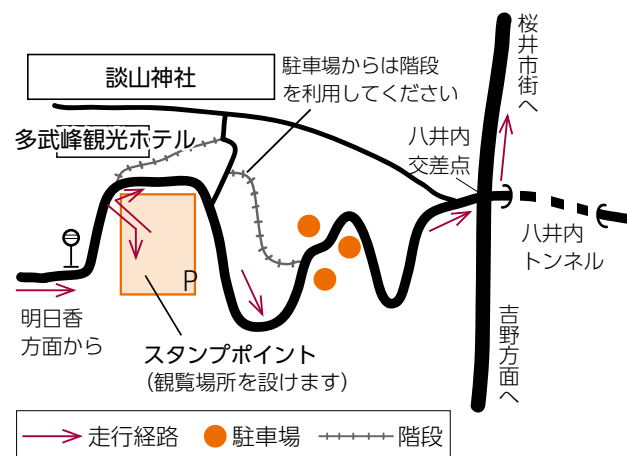 談山神社
駐車場からは階段
を利用してください
桜井市街へ
多武峰観光ホテル
八井内
交差点
八井内
トンネル
P
明日香
方面から
スタンプポイント
（観覧場所を設けます）
吉野方面へ
走行経路
駐車場
階段